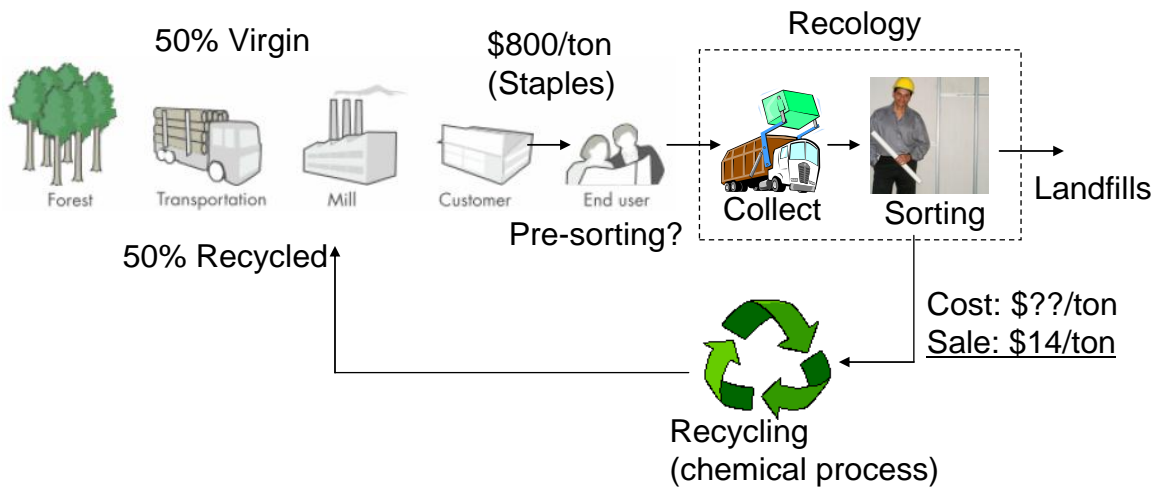 Recology
50% Virgin
$800/ton
(Staples)
Forest
Transportation
Mill
Customer
End user
Collect
Sorting
Landfills
Pre-sorting?
50% Recycled
Cost: $??/ton
Sale: $14/ton
Recycling
(chemical process)